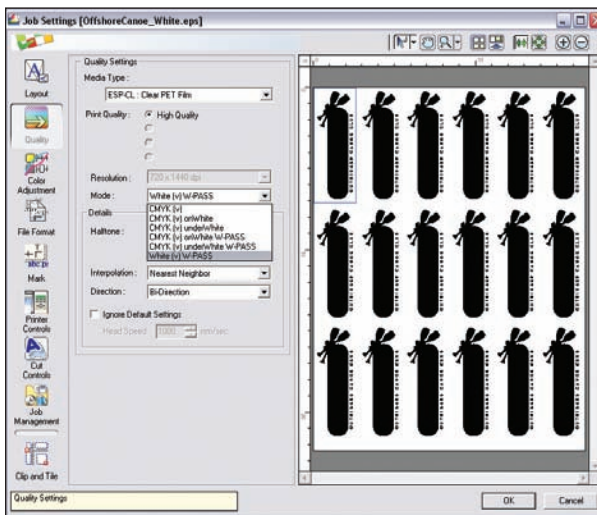 Job Settings [OffshoreCanoe_White.eps]
Quality Settings
Media Type :
ESP-CL : Clear PET Film
Print Quality :
High Quality
Resolution :
720 x 1440 dpi
Mode :
White (v) W-PASS
CMYK (v)
CMYK (v) onWhite
CMYK (v) underWhite
CMYK (v) onWhite W-PASS
CMYK (v) underWhite W-PASS
White (v) W-PASS
Details
Halftone :
Interpolation :
Nearest Neighbor
Direction :
Bi-Direction
Ignore Default Settings
Head Speed
1000
mm/sec
Layout
Quality
Color
Adjustment
File Format
abc.jpg
Mark
Printer
Controls
Cut
Controls
Job
Management
Clip and Tile
Quality Settings
OK
Cancel